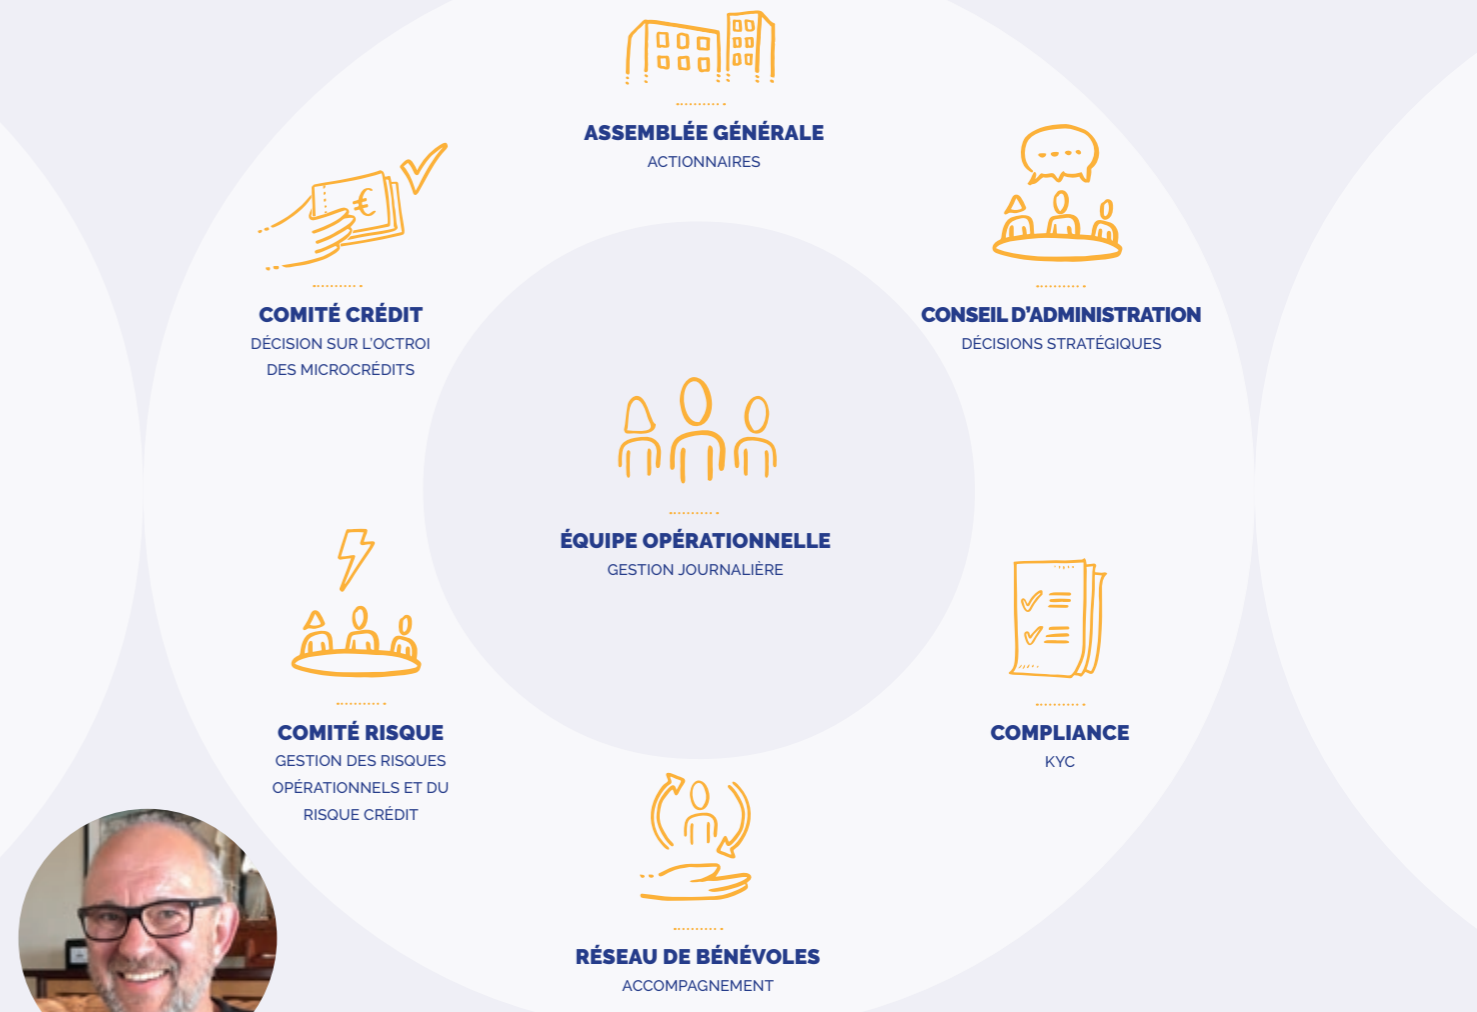 ASSEMBLÉE GÉNÉRALE
ACTIONNAIRES
COMITÉ CRÉDIT
DÉCISION SUR L'OCTROI
DES MICROCRÉDITS
CONSEIL D'ADMINISTRATION
DÉCISIONS STRATÉGIQUES
ÉQUIPE OPÉRATIONNELLE
GESTION JOURNALIÈRE
COMITÉ RISQUE
GESTION DES RISQUES
OPÉRATIONNELS ET DU
RISQUE CRÉDIT
COMPLIANCE
KYC
RÉSEAU DE BÉNÉVOLES
ACCOMPAGNEMENT